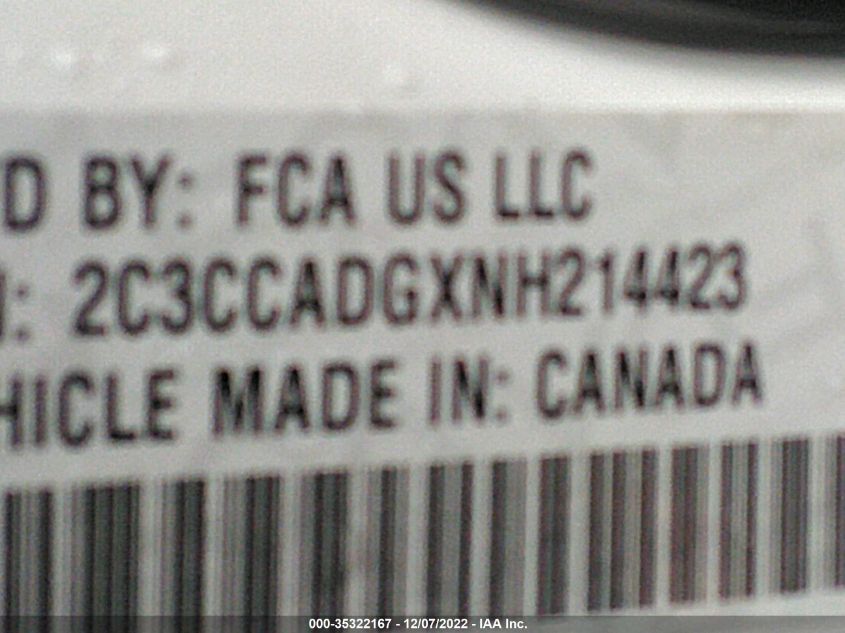 D BY: FCA US LLC
: 2C3CCADGXNH214423
HICLE MADE IN: CANADA
000-35322167 - 12/07/2022 - IAA Inc.